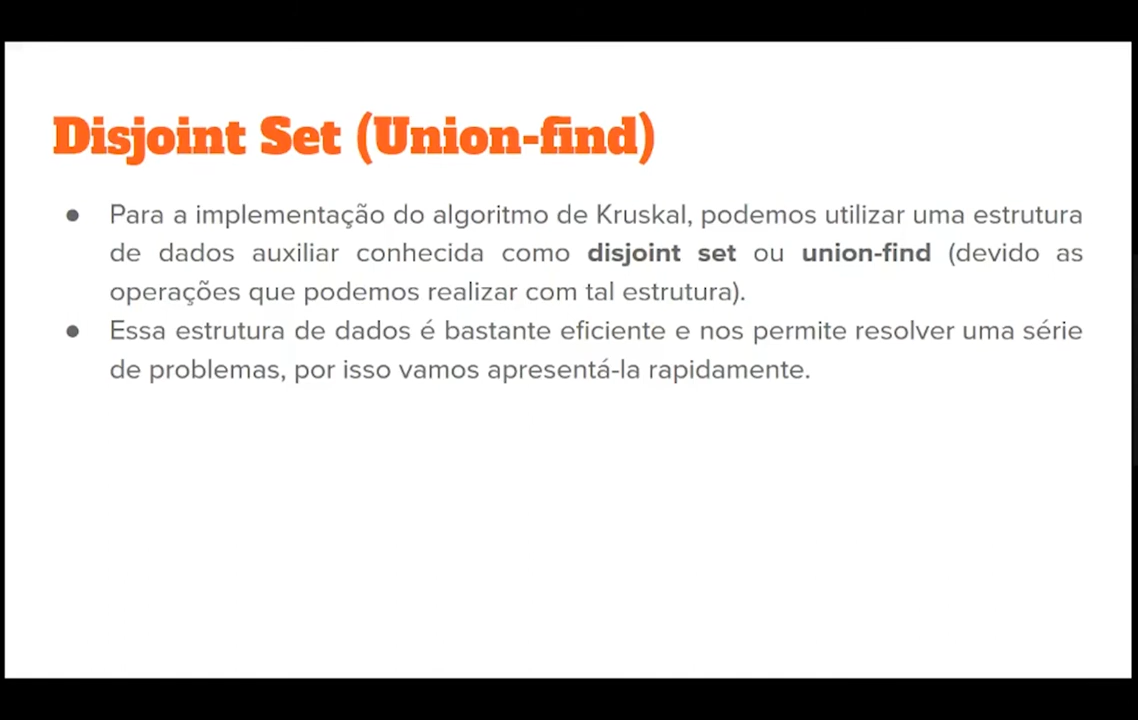 Disjoint Set (Union-find)
● Para a implementação do algoritmo de Kruskal, podemos utilizar uma estrutura
de dados auxiliar conhecida como disjoint set ou union-find (devido as
operações que podemos realizar com tal estrutura).
● Essa estrutura de dados é bastante eficiente e nos permite resolver uma série
de problemas, por isso vamos apresentá-la rapidamente.